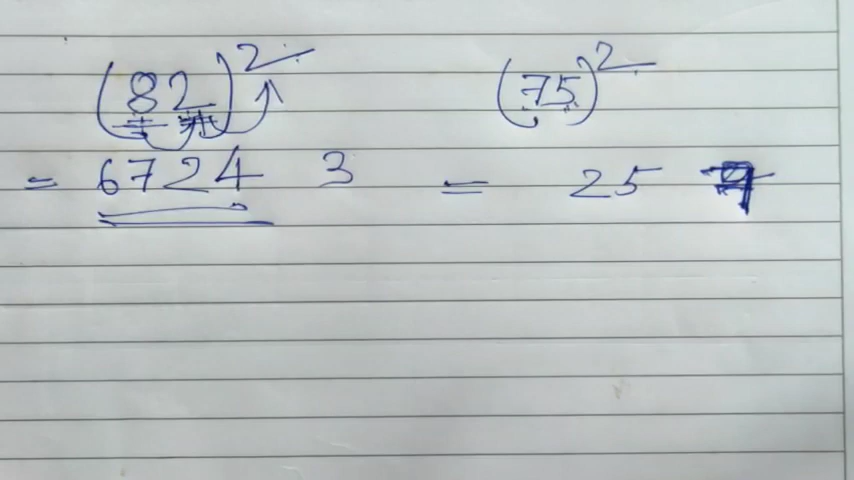 (82)² (75)²
= 6724 3 = 25